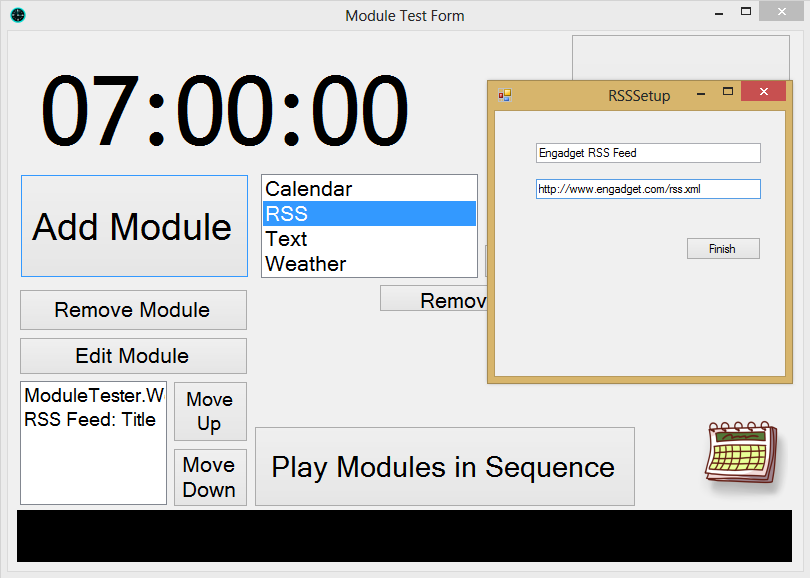 Module Test Form
07:00:00
RSSSetup
Engadget RSS Feed
http://www.engadget.com/rss.xml
Finish
Add Module
Calendar
RSS
Text
Weather
Remove Module
Remov
Edit Module
ModuleTester.We
RSS Feed: Title
Move
Up
Move
Down
Play Modules in Sequence